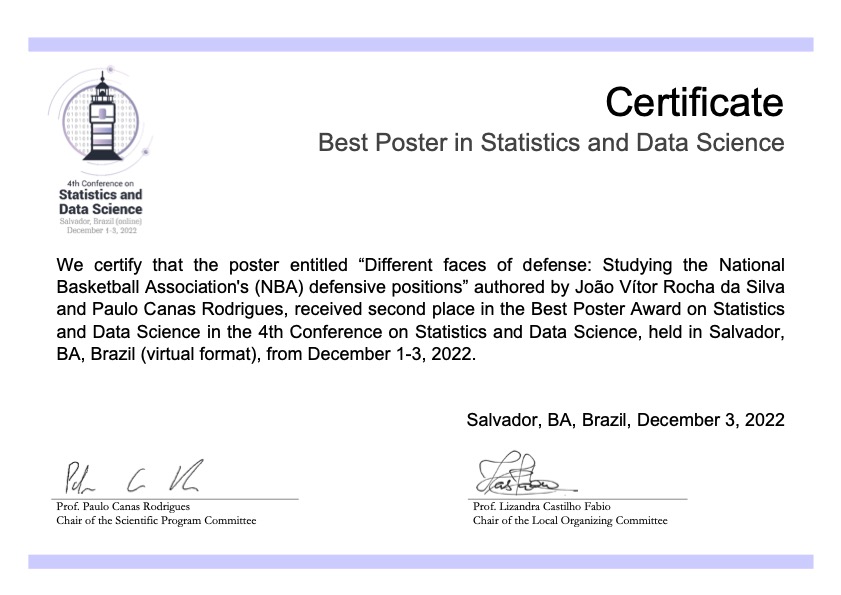 Certificate
Best Poster in Statistics and Data Science
4th Conference on
Statistics and
Data Science
Salvador, Brazil (online)
December 1-3, 2022
We certify that the poster entitled “Different faces of defense: Studying the National
Basketball Association's (NBA) defensive positions” authored by João Vítor Rocha da Silva
and Paulo Canas Rodrigues, received second place in the Best Poster Award on Statistics
and Data Science in the 4th Conference on Statistics and Data Science, held in Salvador,
BA, Brazil (virtual format), from December 1-3, 2022.
Salvador, BA, Brazil, December 3, 2022
Prof. Paulo Canas Rodrigues
Chair of the Scientific Program Committee
Prof. Lizandra Castilho Fabio
Chair of the Local Organizing Committee